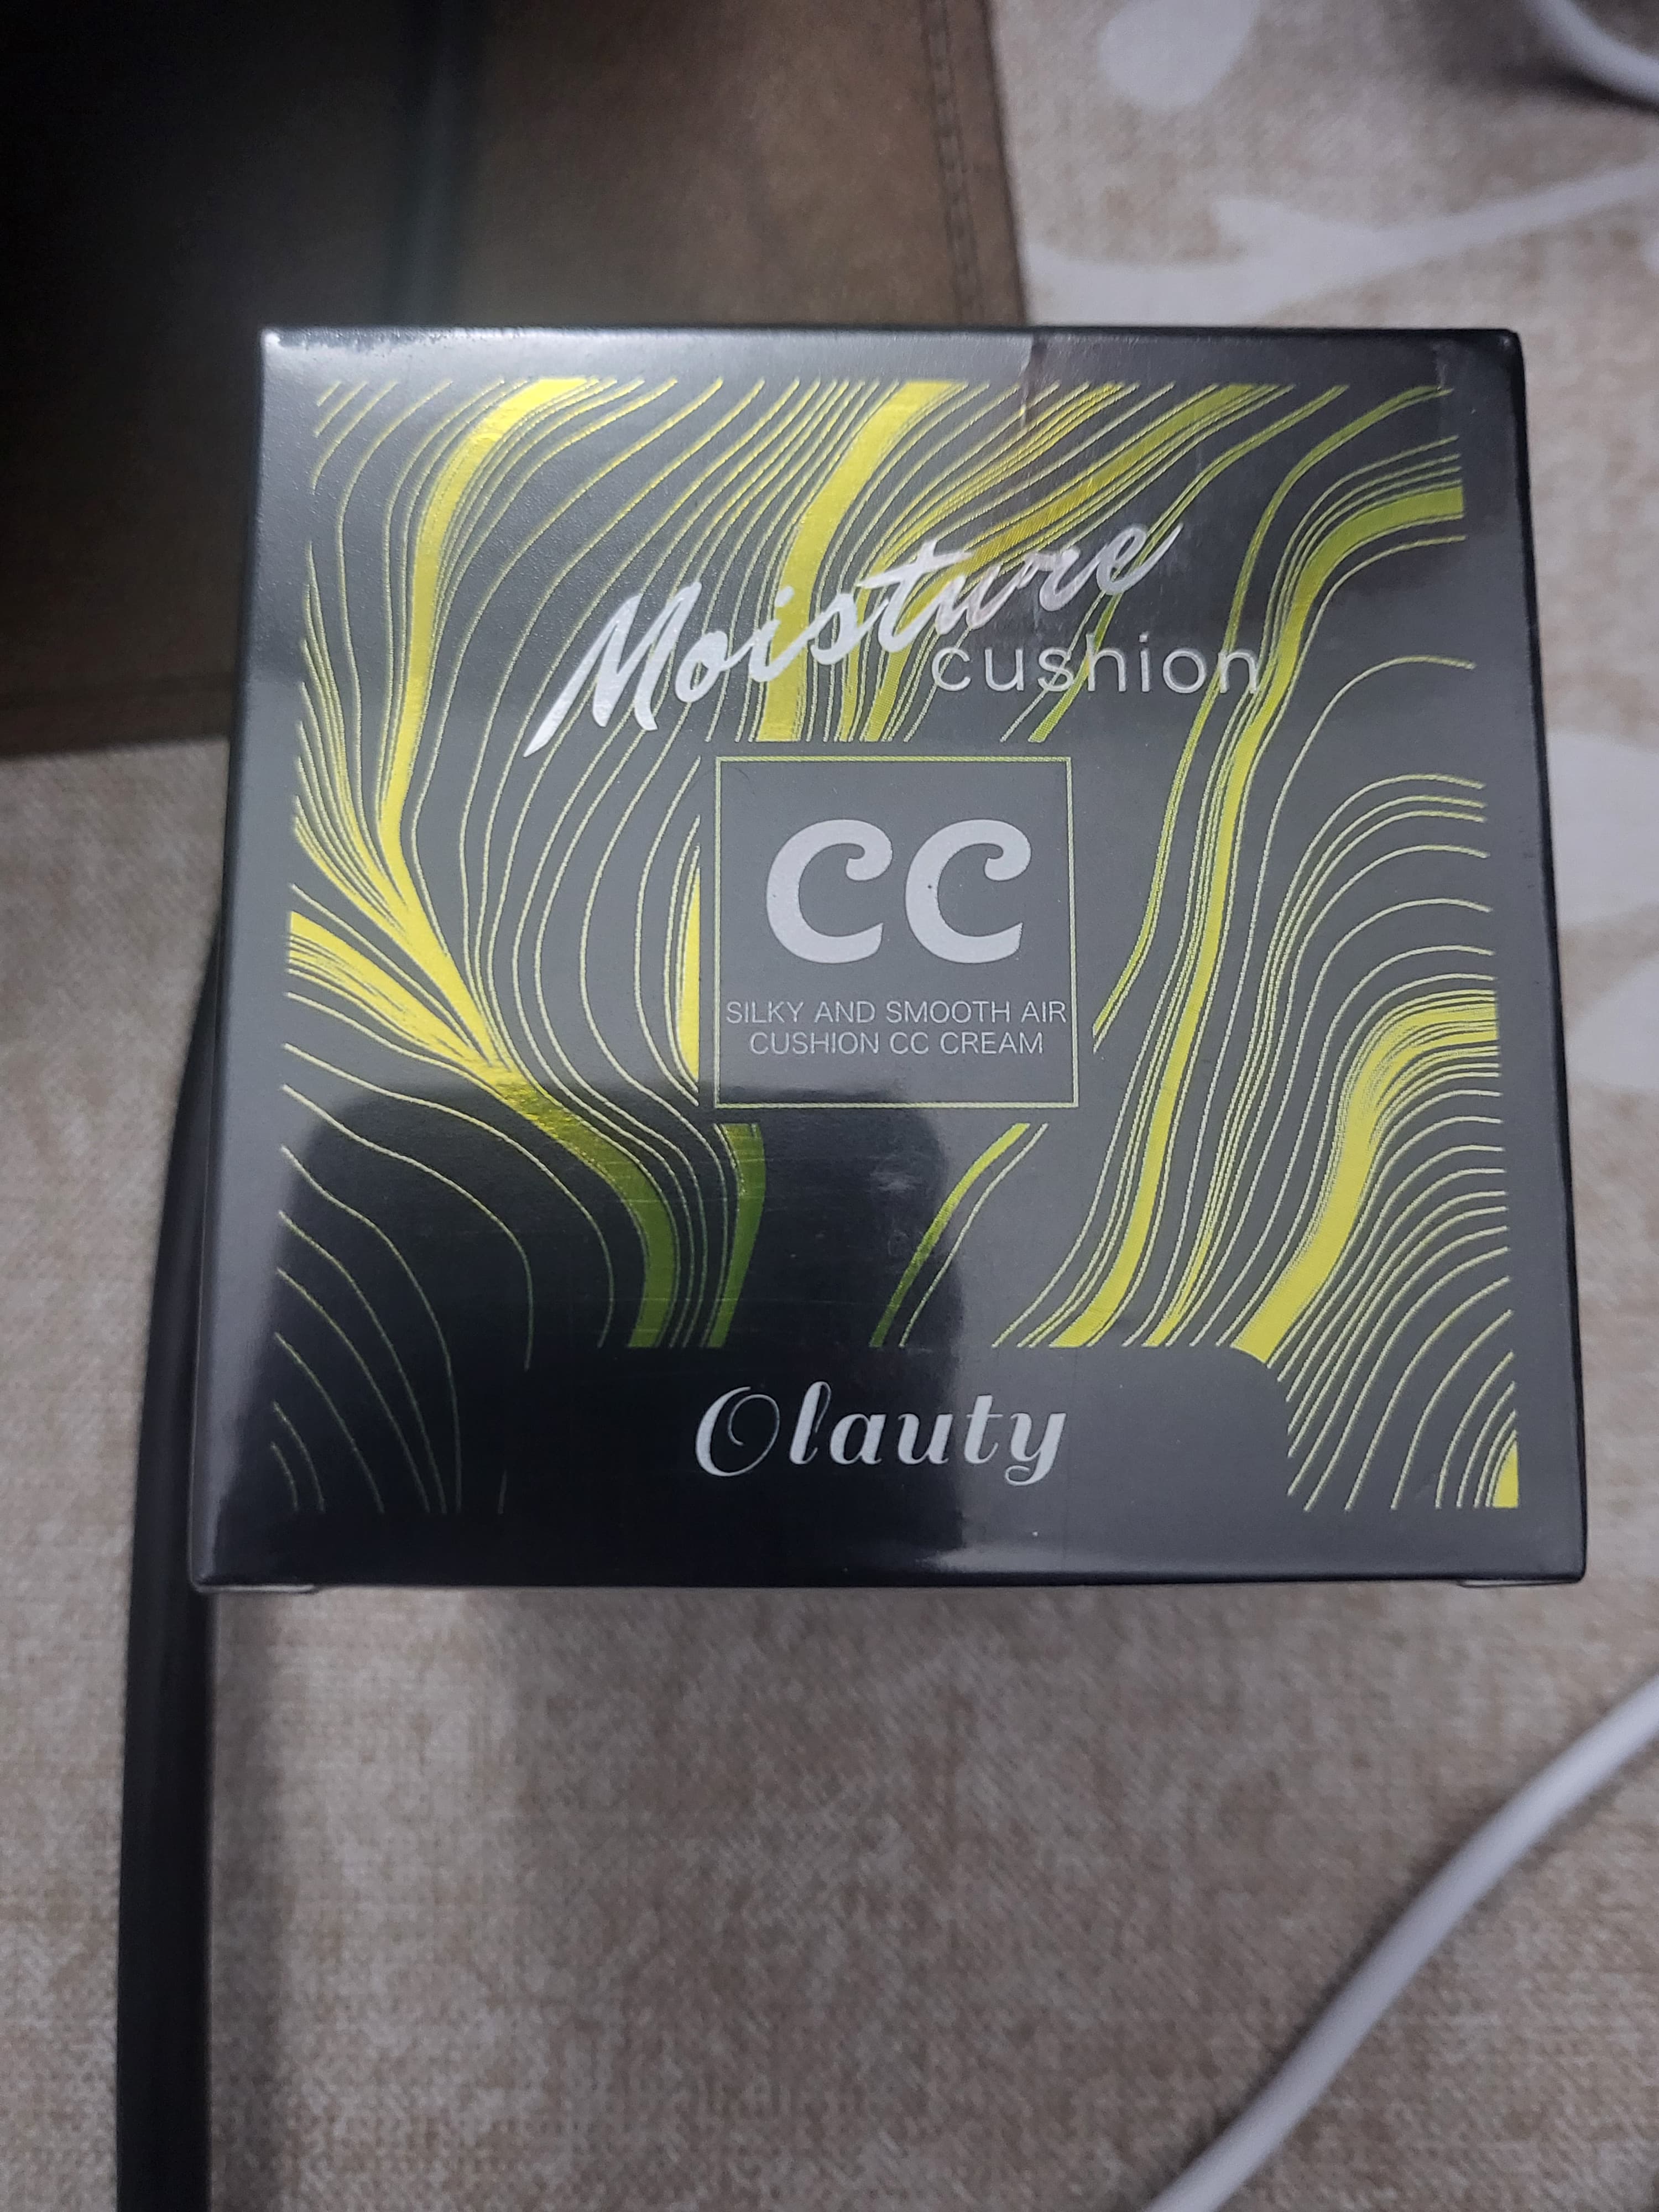 Moisture
cushion
CC
SILKY AND SMOOTH AIR
CUSHION CC CREAM
Olauty